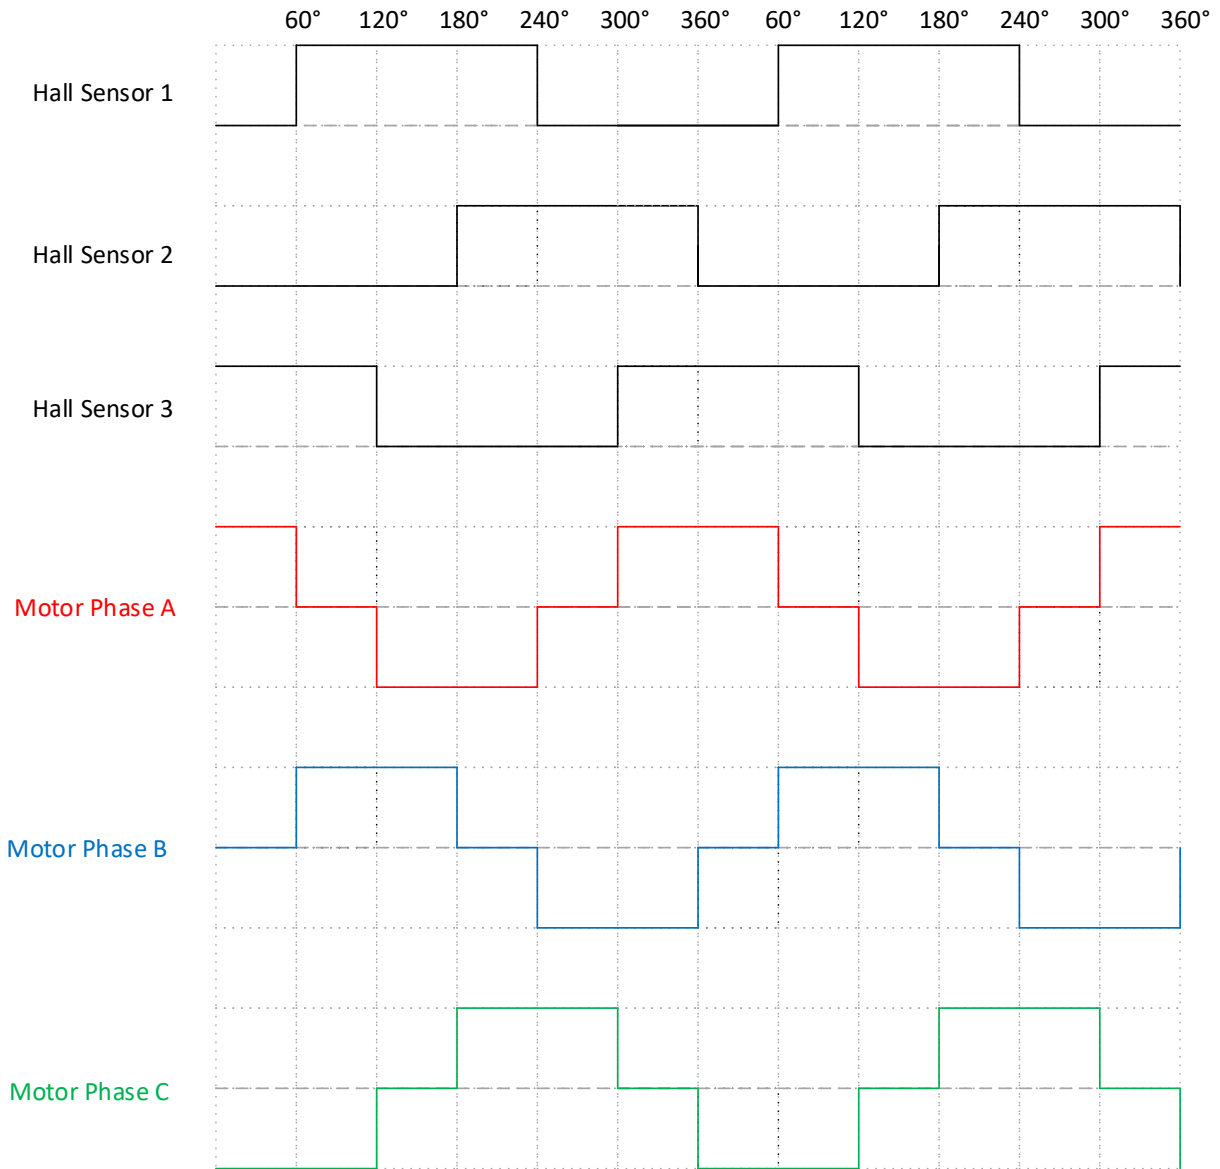 60° 120° 180° 240° 300° 360° 60° 120° 180° 240° 300° 360°
Hall Sensor 1
Hall Sensor 2
Hall Sensor 3
Motor Phase A
Motor Phase B
Motor Phase C